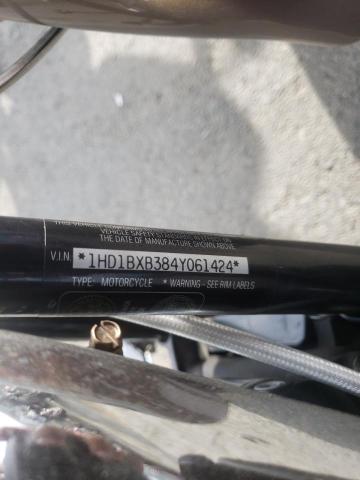 VEHICLE SAFETY STANDARDS IN EFFECT ON
THE DATE OF MANUFACTURE SHOWN ABOVE
V.I.N. *1HD1BXB384Y061424*
TYPE: MOTORCYCLE * WARNING - SEE RIM LABELS